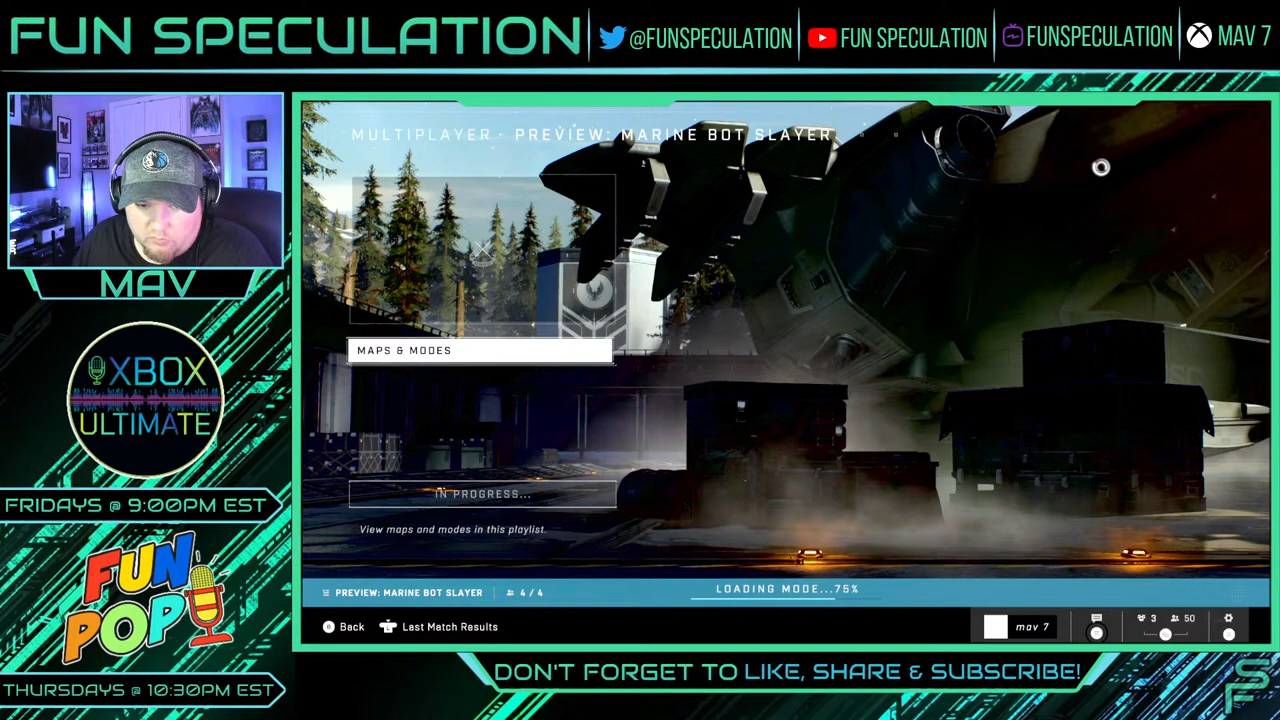 FUN SPECULATION
@FUNSPECULATION
FUN SPECULATION
FUNSPECULATION
MAV 7
MULTIPLAYER · PREVIEW: MARINE BOT SLAYER
MAV
MAPS & MODES
XBOX
ULTIMATE
IN PROGRESS...
FRIDAYS @ 9:00PM EST
View maps and modes in this playlist.
FUN
POP
PREVIEW: MARINE BOT SLAYER
4 / 4
LOADING MODE...75%
Back
Last Match Results
mav 7
3
50
THURSDAYS @ 10:30PM EST
DON'T FORGET TO LIKE, SHARE & SUBSCRIBE!
SF